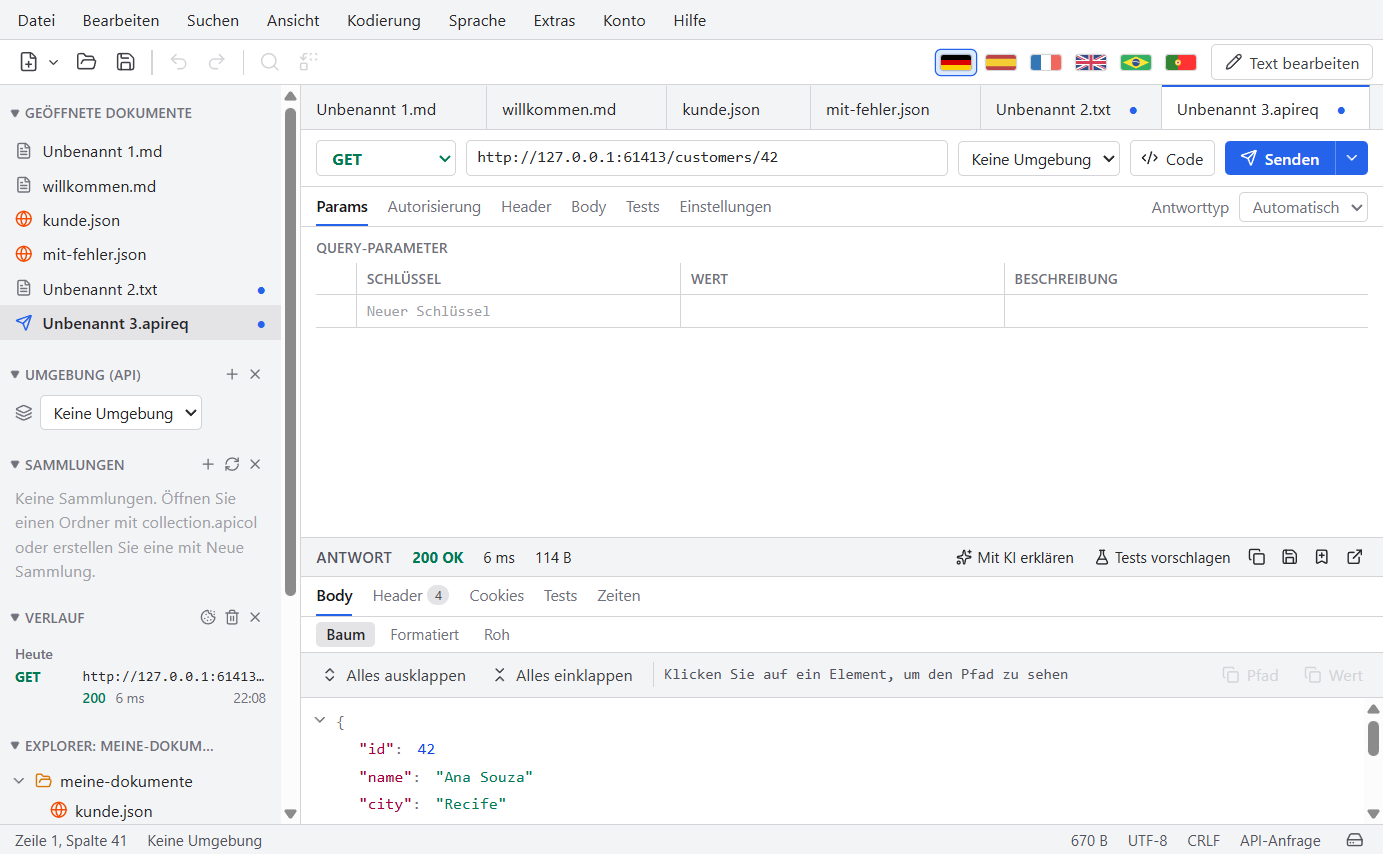 Datei Bearbeiten Suchen Ansicht Kodierung Sprache Extras Konto Hilfe
Text bearbeiten
GEÖFFNETE DOKUMENTE
Unbenannt 1.md
willkommen.md
kunde.json
mit-fehler.json
Unbenannt 2.txt
Unbenannt 3.apireq
UMGEBUNG (API)
Keine Umgebung
SAMMLUNGEN
Keine Sammlungen. Öffnen Sie
einen Ordner mit collection.apicol
oder erstellen Sie eine mit Neue
Sammlung.
VERLAUF
Heute
GET http://127.0.0.1:61413…
200 6 ms 22:08
EXPLORER: MEINE-DOKUM...
meine-dokumente
kunde.json
Unbenannt 1.md willkommen.md kunde.json mit-fehler.json Unbenannt 2.txt Unbenannt 3.apireq
GET http://127.0.0.1:61413/customers/42 Keine Umgebung Code Senden
Params Autorisierung Header Body Tests Einstellungen Antworttyp Automatisch
QUERY-PARAMETER
SCHLÜSSEL WERT BESCHREIBUNG
Neuer Schlüssel
ANTWORT 200 OK 6 ms 114 B Mit KI erklären Tests vorschlagen
Body Header 4 Cookies Tests Zeiten
Baum Formatiert Roh
Alles ausklappen Alles einklappen Klicken Sie auf ein Element, um den Pfad zu sehen Pfad Wert
{
"id": 42
"name": "Ana Souza"
"city": "Recife"
Zeile 1, Spalte 41 Keine Umgebung 670 B UTF-8 CRLF API-Anfrage